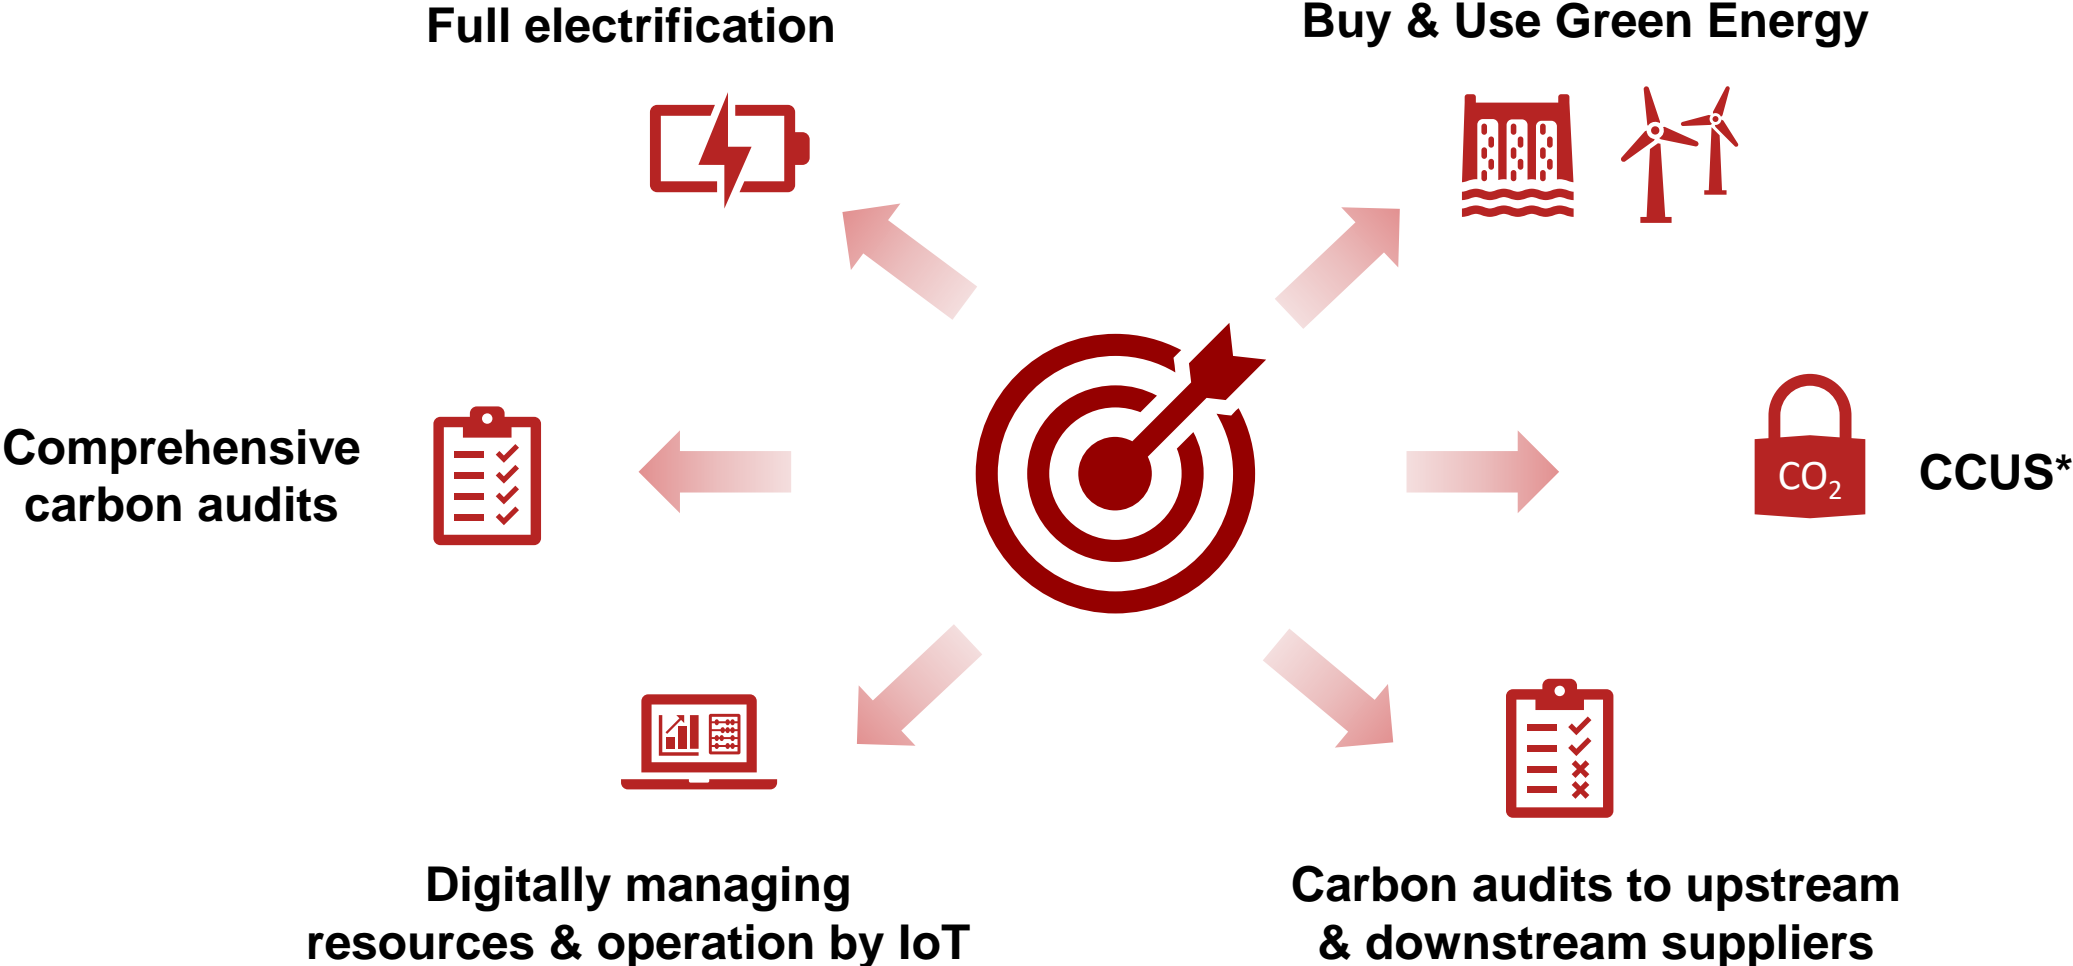 Full electrification
Buy & Use Green Energy
Comprehensive
carbon audits
CO₂
CCUS*
Digitally managing
resources & operation by IoT
Carbon audits to upstream
& downstream suppliers